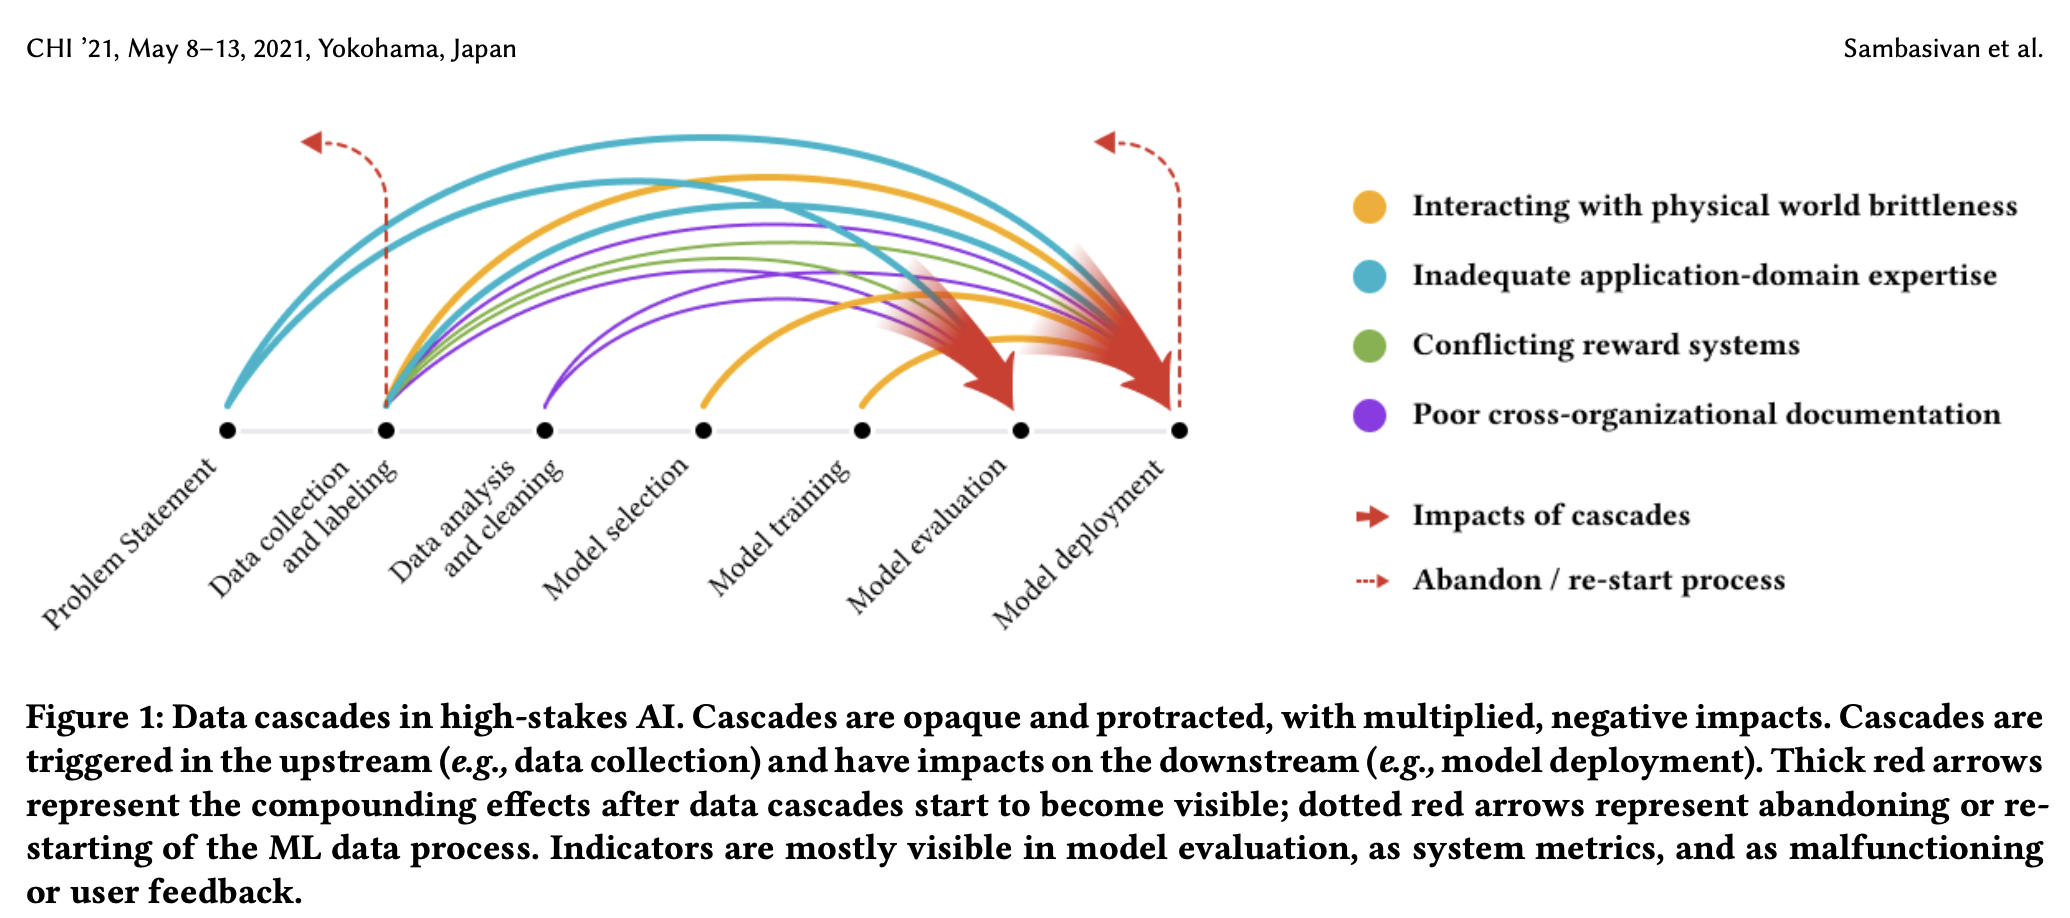 CHI ’21, May 8–13, 2021, Yokohama, Japan
Sambasivan et al.
Interacting with physical world brittleness
Inadequate application-domain expertise
Conflicting reward systems
Poor cross-organizational documentation
Impacts of cascades
Abandon / re-start process
Problem Statement
Data collection
and labeling
Data analysis
and cleaning
Model selection
Model training
Model evaluation
Model deployment
Figure 1: Data cascades in high-stakes AI. Cascades are opaque and protracted, with multiplied, negative impacts. Cascades are
triggered in the upstream (e.g., data collection) and have impacts on the downstream (e.g., model deployment). Thick red arrows
represent the compounding effects after data cascades start to become visible; dotted red arrows represent abandoning or re-
starting of the ML data process. Indicators are mostly visible in model evaluation, as system metrics, and as malfunctioning
or user feedback.